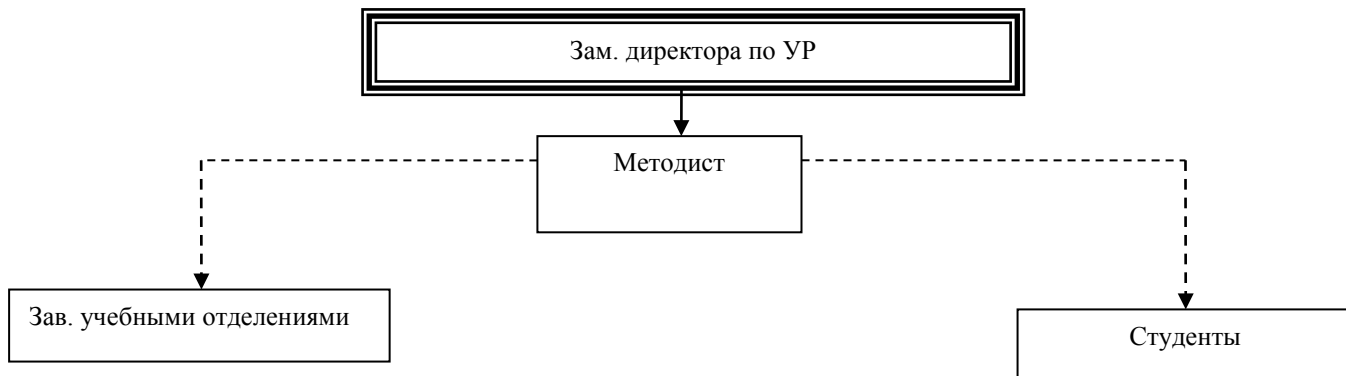 Зам. директора по УР
Методист
Зав. учебными отделениями
Студенты